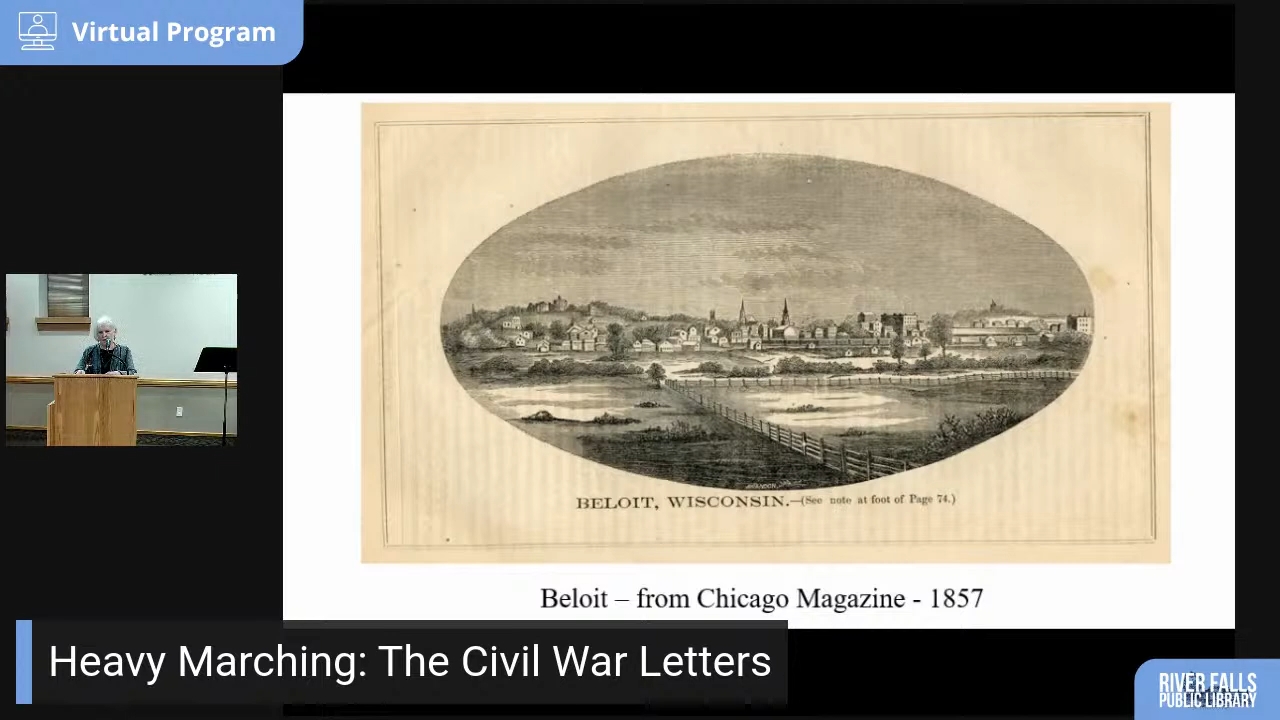 Virtual Program
BELOIT, WISCONSIN.—(See note at foot of Page 74.)
Beloit – from Chicago Magazine - 1857
Heavy Marching: The Civil War Letters
RIVER FALLS
PUBLIC LIBRARY